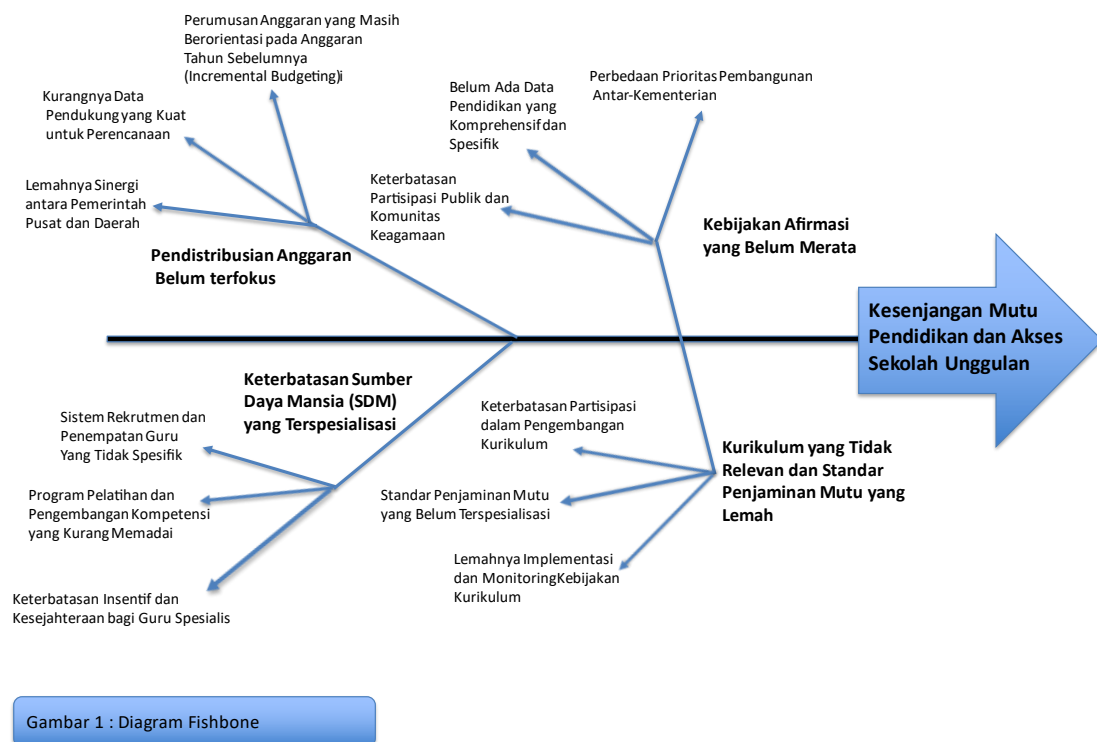 Perumusan Anggaran yang Masih
Berorientasi pada Anggaran
Tahun Sebelumnya
(Incremental Budgeting)i
Kurangnya Data
Pendukung yang Kuat
untuk Perencanaan
Lemahnya Sinergi
antara Pemerintah
Pusat dan Daerah
Pendistribusian Anggaran
Belum terfokus
Belum Ada Data
Pendidikan yang
Komprehensif dan
Spesifik
Perbedaan Prioritas Pembangunan
Antar-Kementerian
Keterbatasan
Partisipasi Publik dan
Komunitas
Keagamaan
Kebijakan Afirmasi
yang Belum Merata
Kesenjangan Mutu
Pendidikan dan Akses
Sekolah Unggulan
Keterbatasan Sumber
Daya Mansia (SDM)
yang Terspesialisasi
Sistem Rekrutmen dan
Penempatan Guru
Yang Tidak Spesifik
Program Pelatihan dan
Pengembangan Kompetensi
yang Kurang Memadai
Keterbatasan Insentif dan
Kesejahteraan bagi Guru Spesialis
Keterbatasan Partisipasi
dalam Pengembangan
Kurikulum
Standar Penjaminan Mutu
yang Belum Terspesialisasi
Lemahnya Implementasi
dan MonitoringKebijakan
Kurikulum
Kurikulum yang Tidak
Relevan dan Standar
Penjaminan Mutu yang
Lemah
Gambar 1 : Diagram Fishbone